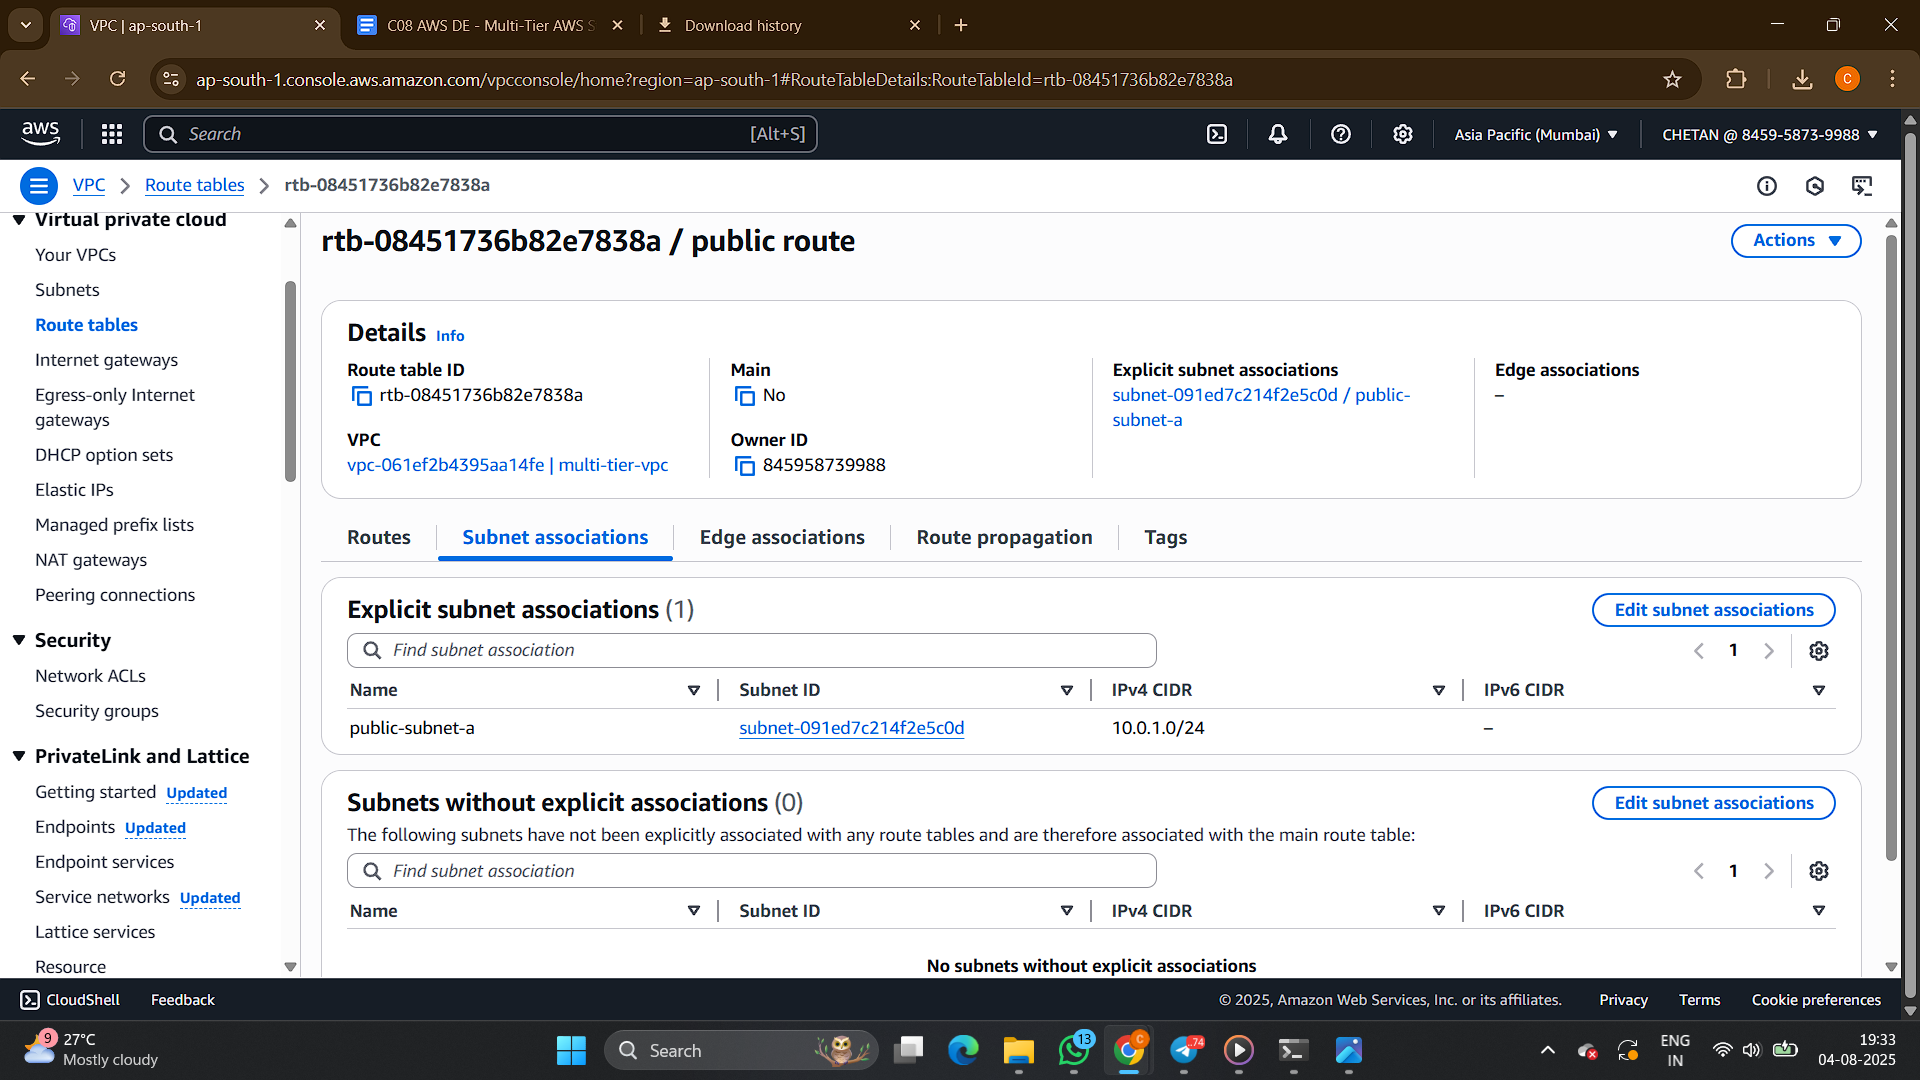 VPC | ap-south-1
C08 AWS DE - Multi-Tier AWS S
Download history
ap-south-1.console.aws.amazon.com/vpcconsole/home?region=ap-south-1#RouteTableDetails:RouteTableId=rtb-08451736b82e7838a
C
aws
Search
[Alt+S]
Asia Pacific (Mumbai)
CHETAN @ 8459-5873-9988
VPC
Route tables
rtb-08451736b82e7838a
Virtual private cloud
Your VPCs
Subnets
Route tables
Internet gateways
Egress-only Internet
gateways
DHCP option sets
Elastic IPs
Managed prefix lists
NAT gateways
Peering connections
Security
Network ACLs
Security groups
PrivateLink and Lattice
Getting started Updated
Endpoints Updated
Endpoint services
Service networks Updated
Lattice services
Resource
rtb-08451736b82e7838a / public route
Actions
Details Info
Route table ID
rtb-08451736b82e7838a
Main
No
Explicit subnet associations
subnet-091ed7c214f2e5c0d / public-
subnet-a
Edge associations
–
VPC
vpc-061ef2b4395aa14fe | multi-tier-vpc
Owner ID
845958739988
Routes
Subnet associations
Edge associations
Route propagation
Tags
Explicit subnet associations (1)
Edit subnet associations
Find subnet association
1
Name
Subnet ID
IPv4 CIDR
IPv6 CIDR
public-subnet-a
subnet-091ed7c214f2e5c0d
10.0.1.0/24
–
Subnets without explicit associations (0)
Edit subnet associations
The following subnets have not been explicitly associated with any route tables and are therefore associated with the main route table:
Find subnet association
1
Name
Subnet ID
IPv4 CIDR
IPv6 CIDR
No subnets without explicit associations
CloudShell
Feedback
© 2025, Amazon Web Services, Inc. or its affiliates.
Privacy
Terms
Cookie preferences
9
27°C
Mostly cloudy
Search
13
C
74
ENG
IN
19:33
04-08-2025